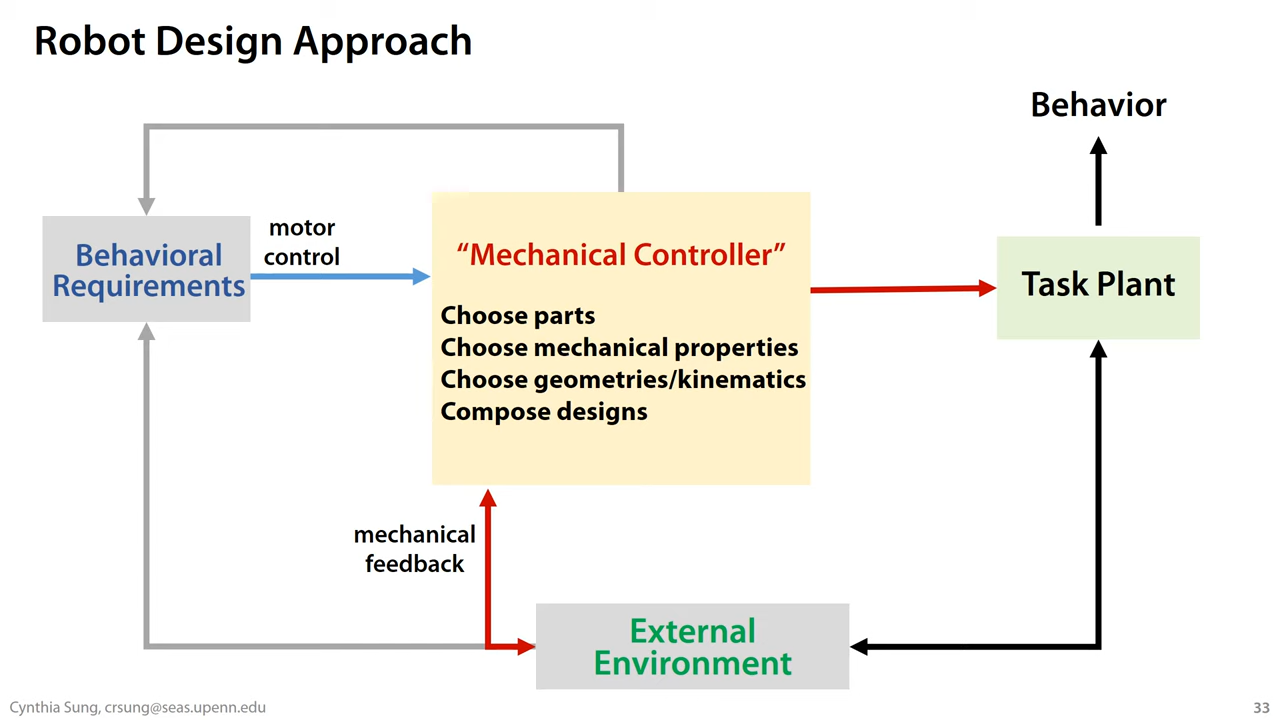 Robot Design Approach
Behavior
motor
control
Behavioral
Requirements
“Mechanical Controller”
Choose parts
Choose mechanical properties
Choose geometries/kinematics
Compose designs
Task Plant
mechanical
feedback
External
Environment
Cynthia Sung, crsung@seas.upenn.edu
33